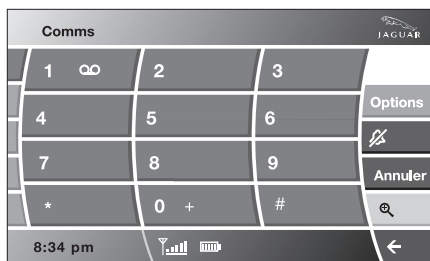 Comms
JAGUAR
1 2 3
Options
4 5 6
7 8 9
Annuler
* 0 + #
8:34 pm